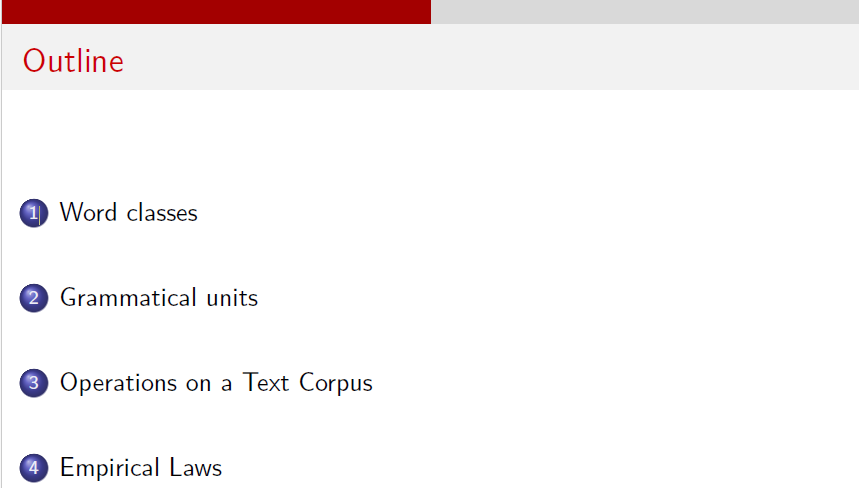 Outline
1 Word classes
2 Grammatical units
3 Operations on a Text Corpus
4 Empirical Laws